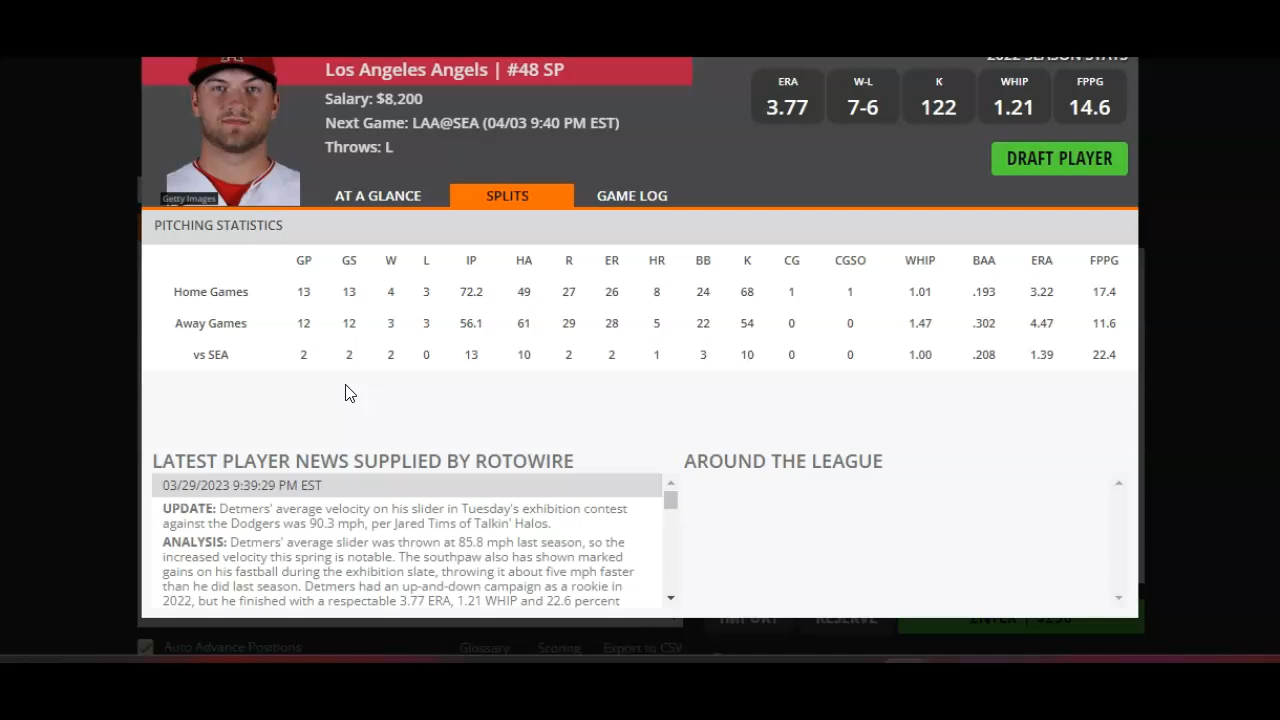 2022 SEASON STATS
Los Angeles Angels | #48 SP
Salary: $8,200
Next Game: LAA@SEA (04/03 9:40 PM EST)
Throws: L
ERA W-L K WHIP FPPG
3.77 7-6 122 1.21 14.6
DRAFT PLAYER
Getty Images
AT A GLANCE SPLITS GAME LOG
PITCHING STATISTICS
GP GS W L IP HA R ER HR BB K CG CGSO WHIP BAA ERA FPPG
Home Games 13 13 4 3 72.2 49 27 26 8 24 68 1 1 1.01 .193 3.22 17.4
Away Games 12 12 3 3 56.1 61 29 28 5 22 54 0 0 1.47 .302 4.47 11.6
vs SEA 2 2 2 0 13 10 2 2 1 3 10 0 0 1.00 .208 1.39 22.4
LATEST PLAYER NEWS SUPPLIED BY ROTOWIRE
AROUND THE LEAGUE
03/29/2023 9:39:29 PM EST
UPDATE: Detmers' average velocity on his slider in Tuesday's exhibition contest
against the Dodgers was 90.3 mph, per Jared Tims of Talkin' Halos.
ANALYSIS: Detmers' average slider was thrown at 85.8 mph last season, so the
increased velocity this spring is notable. The southpaw also has shown marked
gains on his fastball during the exhibition slate, throwing it about five mph faster
than he did last season. Detmers had an up-and-down campaign as a rookie in
2022, but he finished with a respectable 3.77 ERA, 1.21 WHIP and 22.6 percent
IMPORT RESERVE
Auto Advance Positions Glossary Scoring Export to CSV